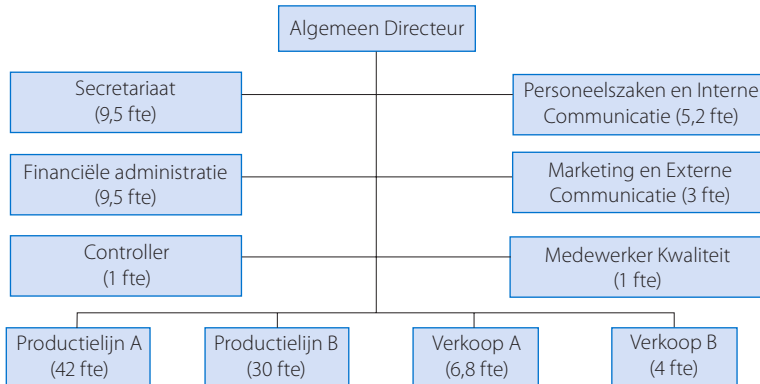 Algemeen Directeur
Secretariaat
(9,5 fte)
Personeelszaken en Interne
Communicatie (5,2 fte)
Financiële administratie
(9,5 fte)
Marketing en Externe
Communicatie (3 fte)
Controller
(1 fte)
Medewerker Kwaliteit
(1 fte)
Productielijn A
(42 fte)
Productielijn B
(30 fte)
Verkoop A
(6,8 fte)
Verkoop B
(4 fte)